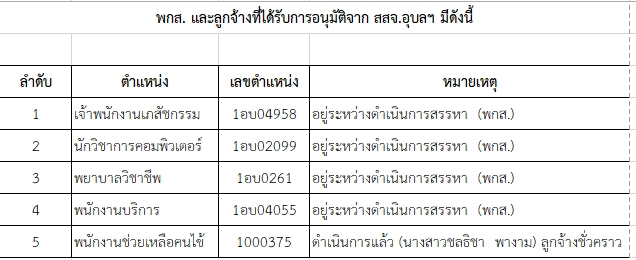 พกส. และลูกจ้างที่ได้รับการอนุมัติจาก สสจ.อุบลฯ มีดังนี้
ลำดับ ตำแหน่ง เลขตำแหน่ง หมายเหตุ
1 เจ้าพนักงานเภสัชกรรม 1อบ04958 อยู่ระหว่างดำเนินการสรรหา (พกส.)
2 นักวิชาการคอมพิวเตอร์ 1อบ02099 อยู่ระหว่างดำเนินการสรรหา (พกส.)
3 พยาบาลวิชาชีพ 1อบ0261 อยู่ระหว่างดำเนินการสรรหา (พกส.)
4 พนักงานบริการ 1อบ04055 อยู่ระหว่างดำเนินการสรรหา (พกส.)
5 พนักงานช่วยเหลือคนไข้ 1000375 ดำเนินการแล้ว (นางสาวชลธิชา พางาม) ลูกจ้างชั่วคราว